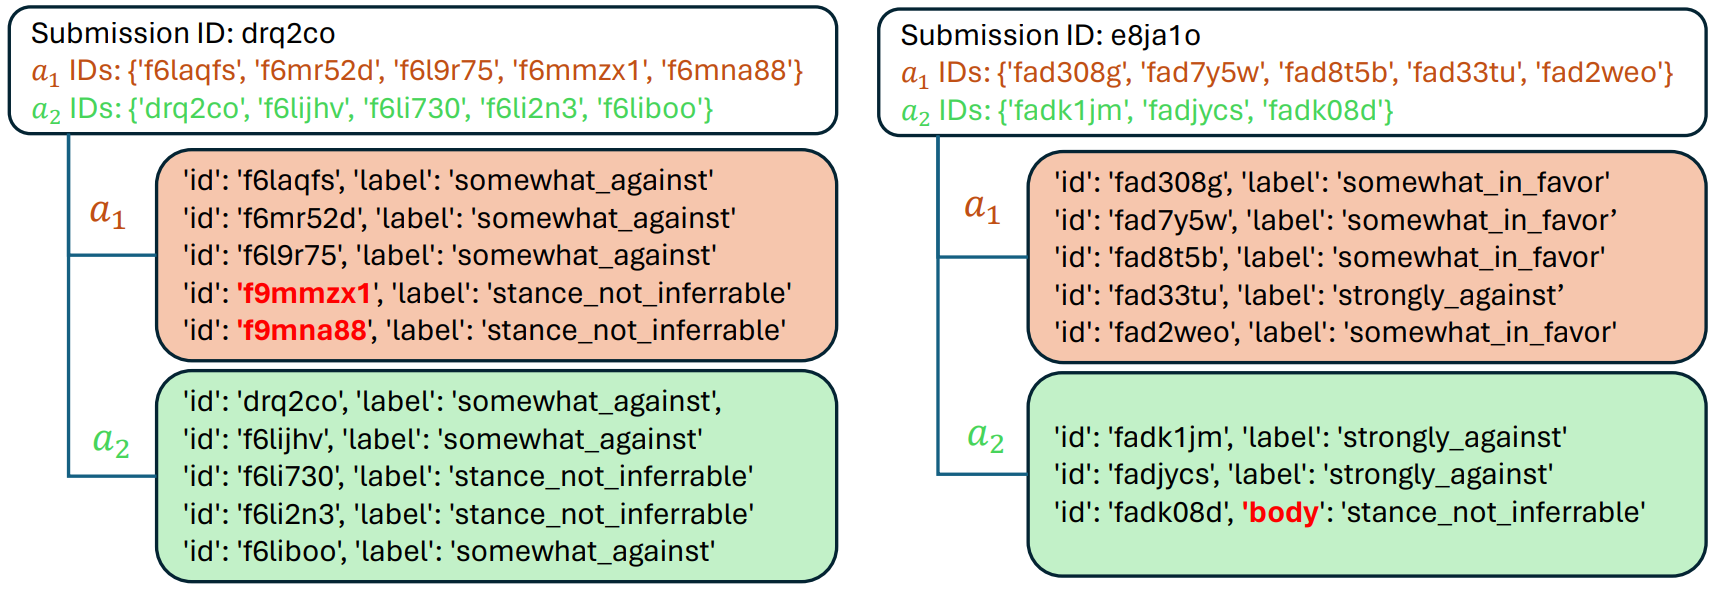 Submission ID: drq2co
a1 IDs: {'f6laqfs', 'f6mr52d', 'f6l9r75', 'f6mmzx1', 'f6mna88'}
a2 IDs: {'drq2co', 'f6lijhv', 'f6li730', 'f6li2n3', 'f6liboo'}
a1
'id': 'f6laqfs', 'label': 'somewhat_against'
'id': 'f6mr52d', 'label': 'somewhat_against'
'id': 'f6l9r75', 'label': 'somewhat_against'
'id': 'f9mmzx1', 'label': 'stance_not_inferrable'
'id': 'f9mna88', 'label': 'stance_not_inferrable'
a2
'id': 'drq2co', 'label': 'somewhat_against',
'id': 'f6lijhv', 'label': 'somewhat_against'
'id': 'f6li730', 'label': 'stance_not_inferrable'
'id': 'f6li2n3', 'label': 'stance_not_inferrable'
'id': 'f6liboo', 'label': 'somewhat_against'
Submission ID: e8ja1o
a1 IDs: {'fad308g', 'fad7y5w', 'fad8t5b', 'fad33tu', 'fad2weo'}
a2 IDs: {'fadk1jm', 'fadjycs', 'fadk08d'}
a1
'id': 'fad308g', 'label': 'somewhat_in_favor'
'id': 'fad7y5w', 'label': 'somewhat_in_favor’
'id': 'fad8t5b', 'label': 'somewhat_in_favor'
'id': 'fad33tu', 'label': 'strongly_against’
'id': 'fad2weo', 'label': 'somewhat_in_favor'
a2
'id': 'fadk1jm', 'label': 'strongly_against'
'id': 'fadjycs', 'label': 'strongly_against'
'id': 'fadk08d', 'body': 'stance_not_inferrable'